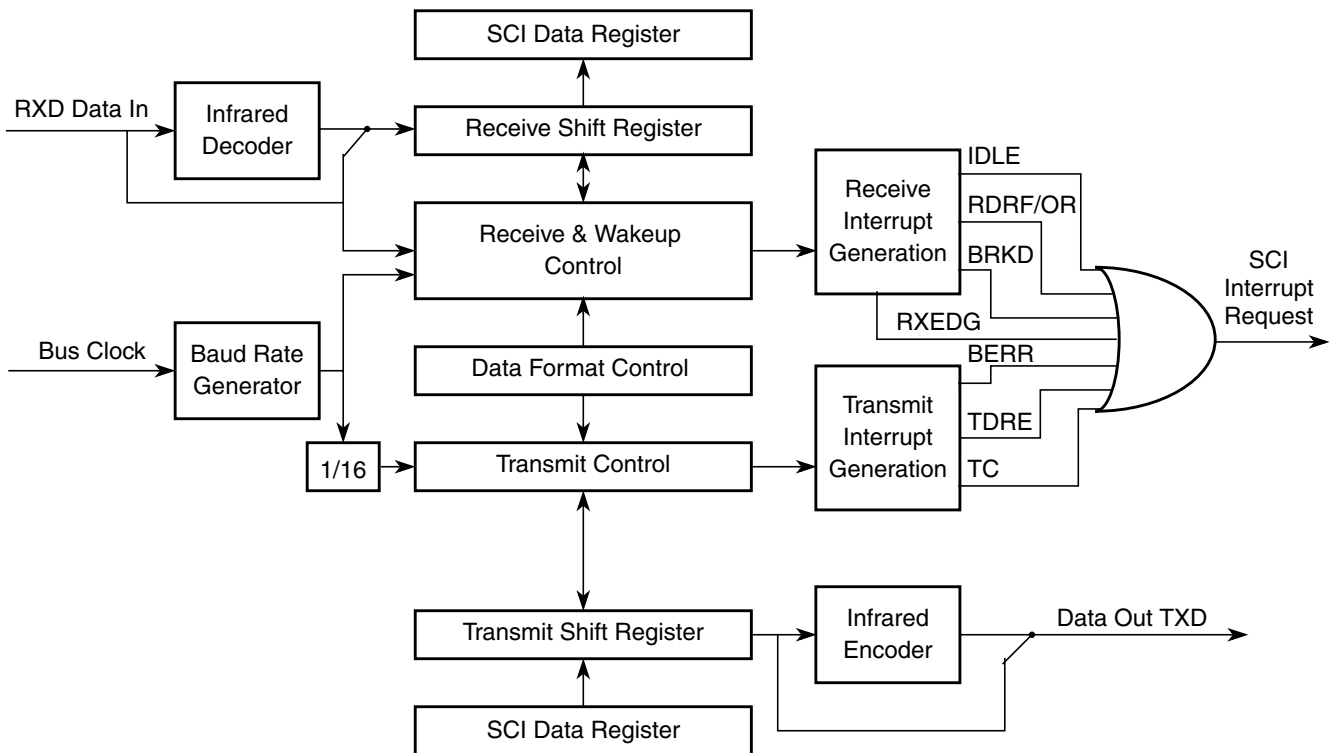 SCI Data Register
RXD Data In
Infrared
Decoder
Receive Shift Register
Receive & Wakeup
Control
Receive
Interrupt
Generation
IDLE
RDRF/OR
BRKD
RXEDG
SCI
Interrupt
Request
Bus Clock
Baud Rate
Generator
Data Format Control
1/16
Transmit Control
Transmit
Interrupt
Generation
BERR
TDRE
TC
Transmit Shift Register
Infrared
Encoder
Data Out TXD
SCI Data Register